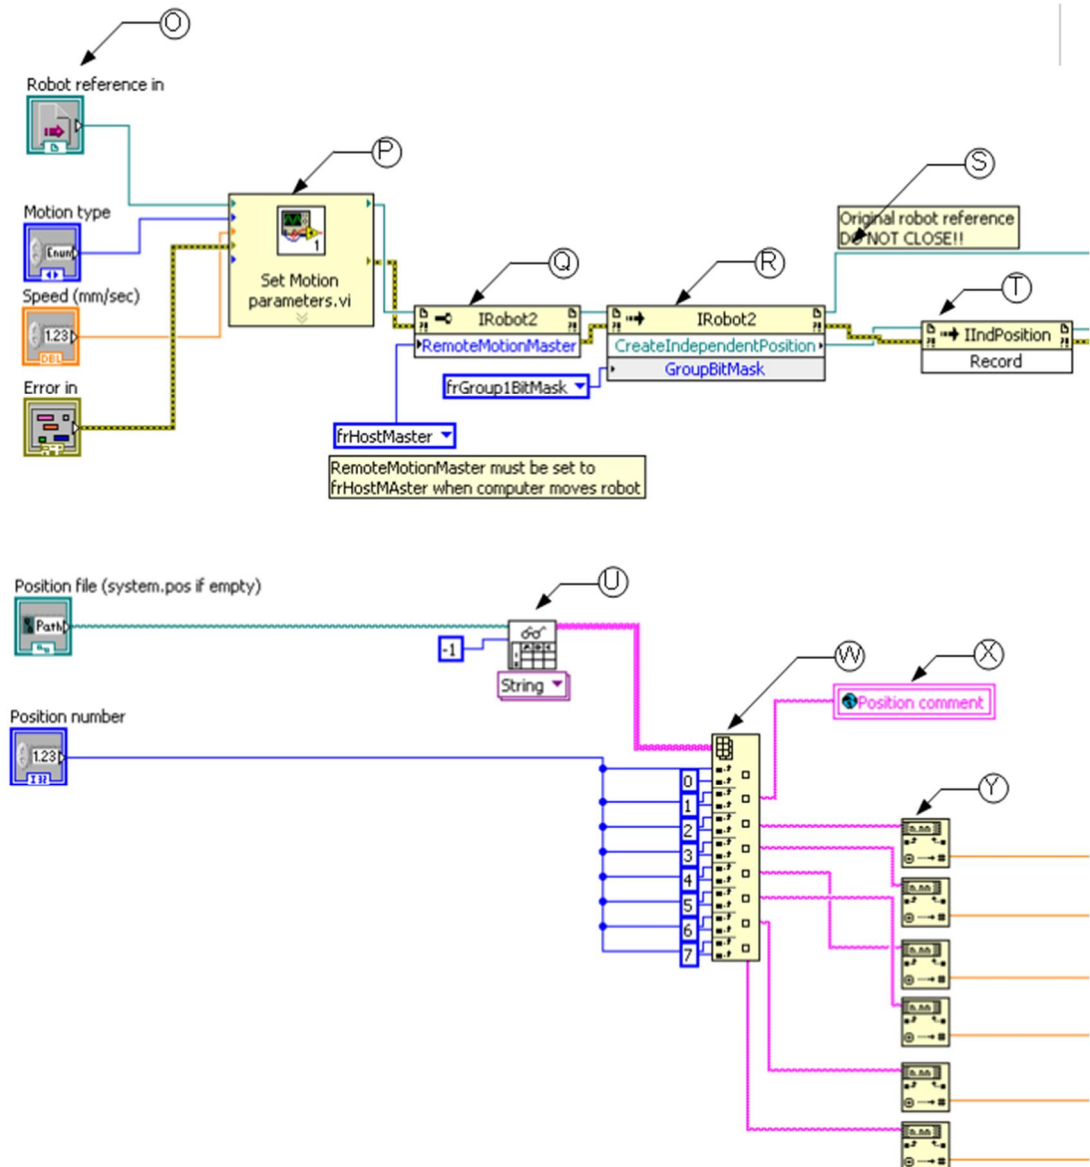 O
Robot reference in
P
S
Motion type
Original robot reference
DO NOT CLOSE!!
Enum
Q
R
Set Motion
parameters.vi
1
T
Speed (mm/sec)
IRobot2
IRobot2
IIndPosition
1.23
DBL
RemoteMotionMaster
CreateIndependentPosition
Record
GroupBitMask
Error in
frGroup1BitMask
frHostMaster
RemoteMotionMaster must be set to
frHostMAster when computer moves robot
Position file (system.pos if empty)
U
Path
-1
String
W
X
Position comment
Position number
1.23
I32
0
1
2
3
4
5
6
7
Y